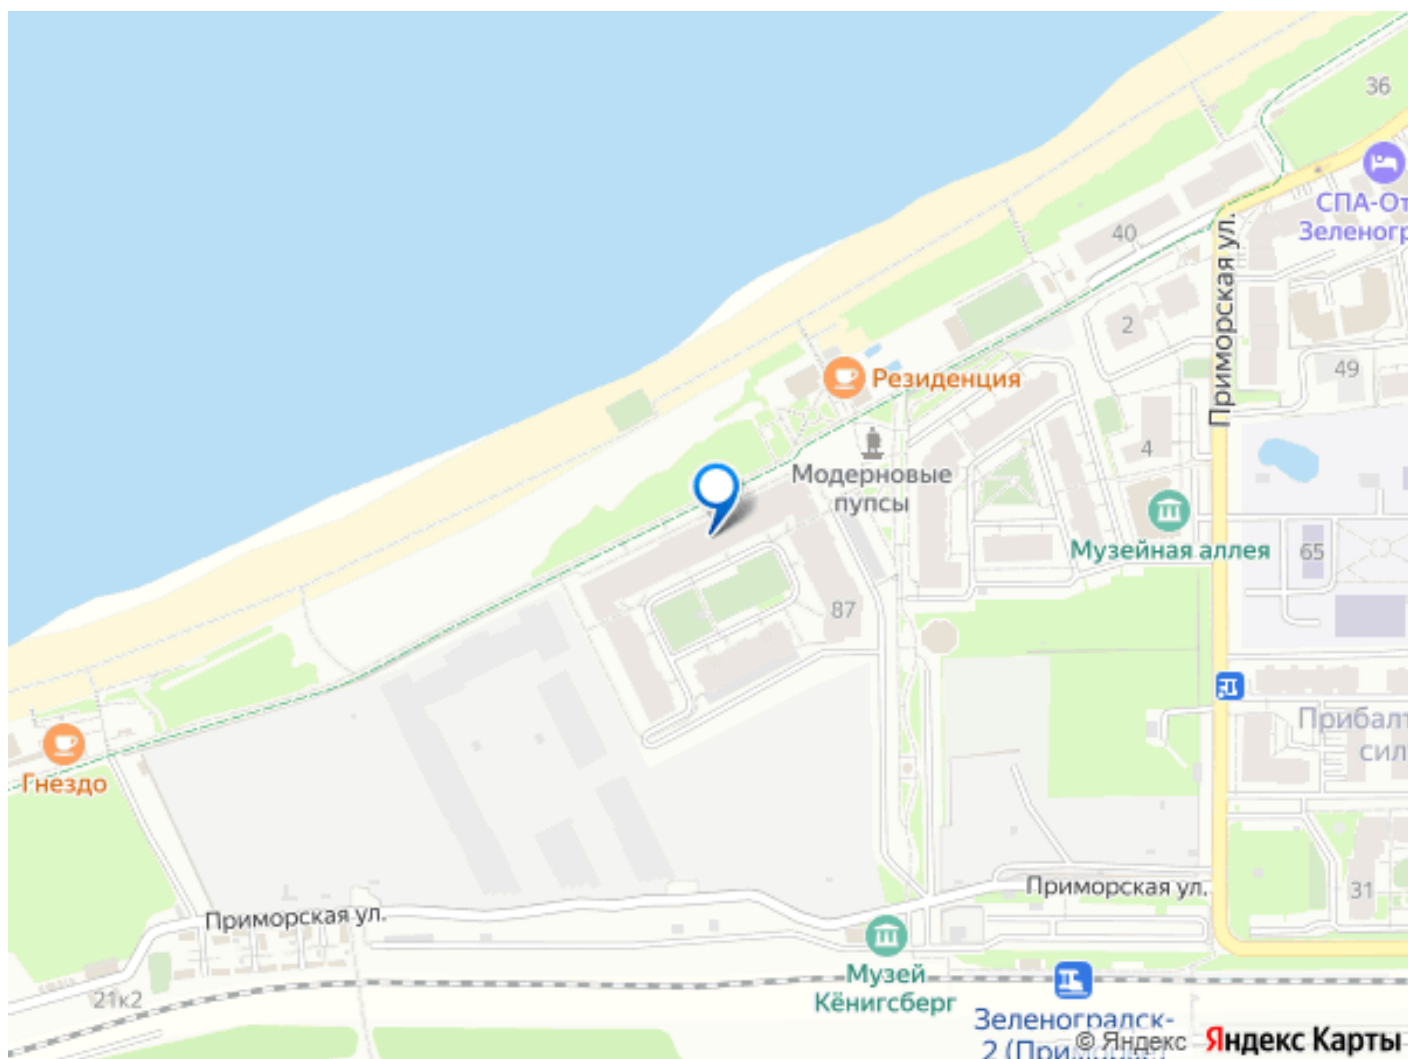 36
СПА-От
Зеленогр
40
Приморская ул.
2
49
Резиденция
4
Модерновые
пупсы
Музейная аллея
65
87
Прибалт
сил
Гнездо
Приморская ул.
31
Приморская ул.
Музей
Кёнигсберг
21к2
Зеленоградск-
© Яндекс
Яндекс Карты